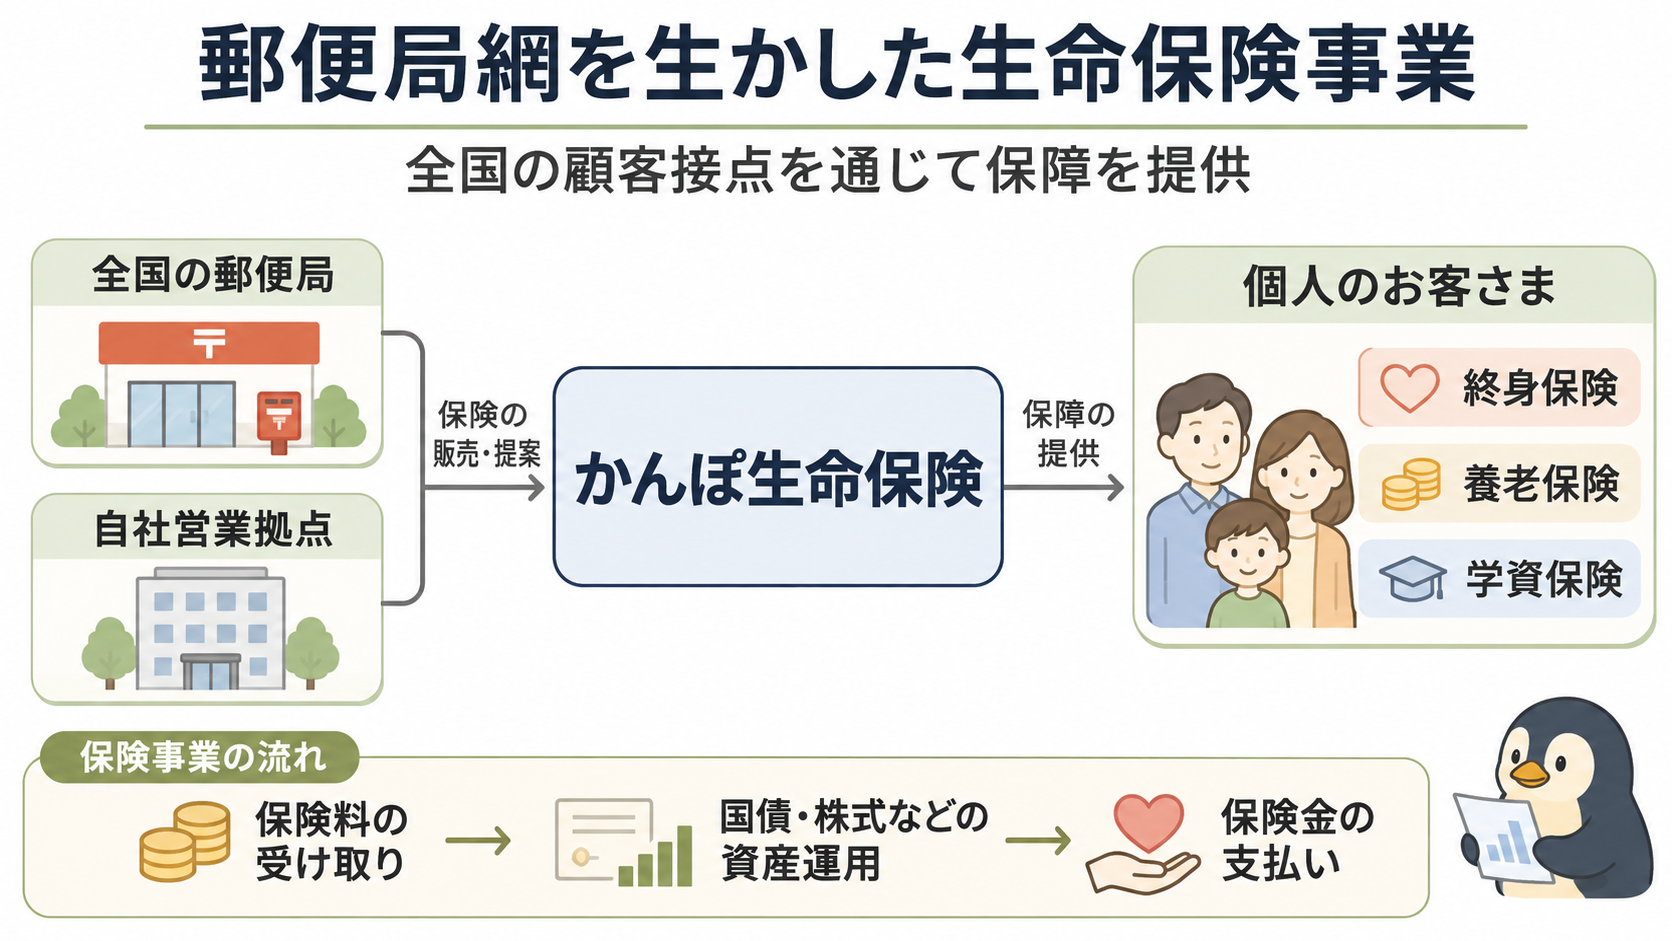 郵便局網を生かした生命保険事業
全国の顧客接点を通じて保障を提供
全国の郵便局
〒
〒
自社営業拠点
保険の
販売・提案
かんぽ生命保険
保障の
提供
個人のお客さま
終身保険
養老保険
学資保険
保険事業の流れ
保険料の
受け取り
国債・株式などの
資産運用
保険金の
支払い